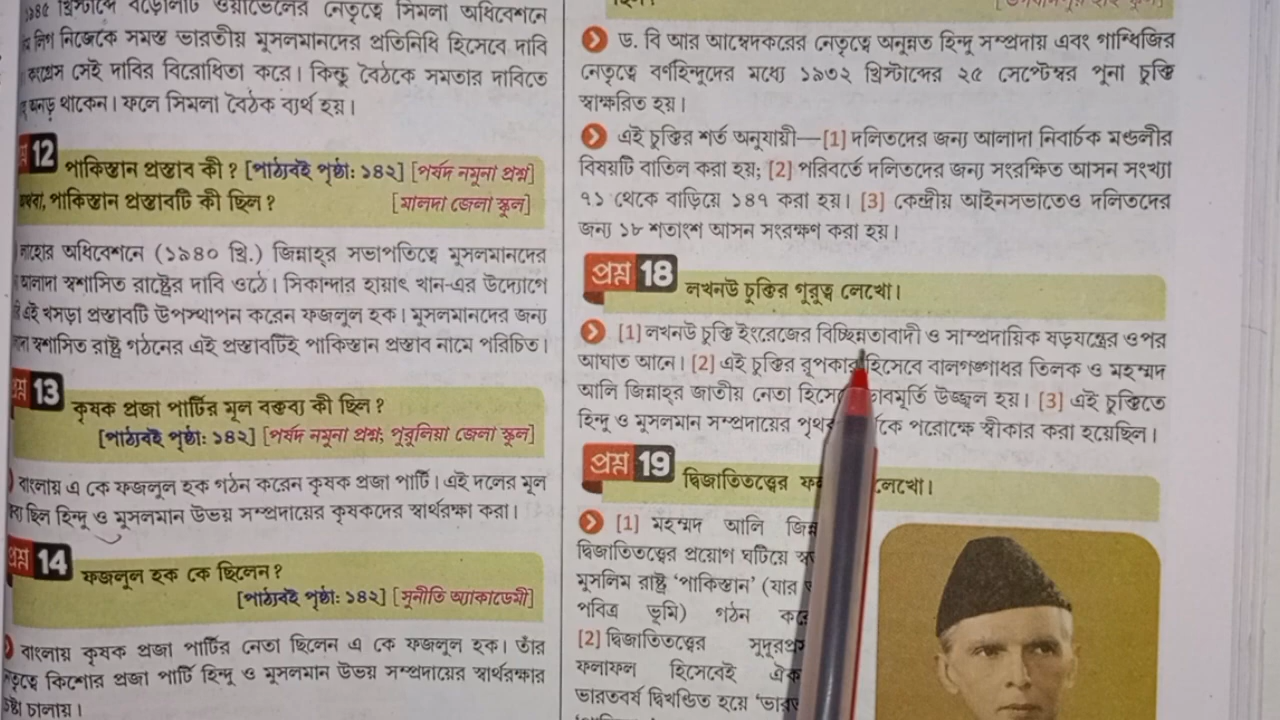 ১৪৫ খ্রিস্টাব্দে বড়োলাট ওয়াভেলের নেতৃত্বে সিমলা অধিবেশনে
লিগ নিজেকে সমস্ত ভারতীয় মুসলমানদের প্রতিনিধি হিসেবে দাবি
কংগ্রেস সেই দাবির বিরোধিতা করে। কিন্তু বৈঠকে সমতার দাবিতে
অনড় থাকেন। ফলে সিমলা বৈঠক ব্যর্থ হয়।
12 পাকিস্তান প্রস্তাব কী? [পাঠ্যবই পৃষ্ঠা: ১৪২] [পর্ষদ নমুনা প্রশ্ন]
অথবা, পাকিস্তান প্রস্তাবটি কী ছিল? [মালদা জেলা স্কুল]
লাহোর অধিবেশনে (১৯৪০ খ্রি.) জিন্নাহ্‌র সভাপতিত্বে মুসলমানদের
আলাদা স্বশাসিত রাষ্ট্রের দাবি ওঠে। সিকান্দার হায়াৎ খান-এর উদ্যোগে
এই খসড়া প্রস্তাবটি উপস্থাপন করেন ফজলুল হক। মুসলমানদের জন্য
স্বশাসিত রাষ্ট্র গঠনের এই প্রস্তাবটিই পাকিস্তান প্রস্তাব নামে পরিচিত।
13 কৃষক প্রজা পার্টির মূল বক্তব্য কী ছিল?
[পাঠ্যবই পৃষ্ঠা: ১৪২] [পর্ষদ নমুনা প্রশ্ন; পুরুলিয়া জেলা স্কুল]
বাংলায় এ কে ফজলুল হক গঠন করেন কৃষক প্রজা পার্টি। এই দলের মূল
ছিল হিন্দু ও মুসলমান উভয় সম্প্রদায়ের কৃষকদের স্বার্থরক্ষা করা।
14 ফজলুল হক কে ছিলেন?
[পাঠ্যবই পৃষ্ঠা: ১৪২] [সুনীতি অ্যাকাডেমী]
বাংলায় কৃষক প্রজা পার্টির নেতা ছিলেন এ কে ফজলুল হক। তাঁর
নেতৃত্বে কিশোর প্রজা পার্টি হিন্দু ও মুসলমান উভয় সম্প্রদায়ের স্বার্থরক্ষার
চালায়।
ড. বি আর আম্বেদকরের নেতৃত্বে অনুন্নত হিন্দু সম্প্রদায় এবং গান্ধিজির
নেতৃত্বে বর্ণহিন্দুদের মধ্যে ১৯৩২ খ্রিস্টাব্দের ২৫ সেপ্টেম্বর পুনা চুক্তি
স্বাক্ষরিত হয়।
এই চুক্তির শর্ত অনুযায়ী—[1] দলিতদের জন্য আলাদা নির্বাচক মণ্ডলীর
বিষয়টি বাতিল করা হয়; [2] পরিবর্তে দলিতদের জন্য সংরক্ষিত আসন সংখ্যা
৭১ থেকে বাড়িয়ে ১৪৭ করা হয়। [3] কেন্দ্রীয় আইনসভাতেও দলিতদের
জন্য ১৮ শতাংশ আসন সংরক্ষণ করা হয়।
প্রশ্ন 18 লখনউ চুক্তির গুরুত্ব লেখো।
[1] লখনউ চুক্তি ইংরেজের বিচ্ছিন্নতাবাদী ও সাম্প্রদায়িক ষড়যন্ত্রের ওপর
আঘাত আনে। [2] এই চুক্তির রূপকার হিসেবে বালগঙ্গাধর তিলক ও মহম্মদ
আলি জিন্নাহ্‌র জাতীয় নেতা হিসে ভাবমূর্তি উজ্জ্বল হয়। [3] এই চুক্তিতে
হিন্দু ও মুসলমান সম্প্রদায়ের পৃথ কে পরোক্ষে স্বীকার করা হয়েছিল।
প্রশ্ন 19 দ্বিজাতিতত্ত্বের ফ লেখো।
[1] মহম্মদ আলি জিন্ন
দ্বিজাতিতত্ত্বের প্রয়োগ ঘটিয়ে স্ব
মুসলিম রাষ্ট্র 'পাকিস্তান' (যার
পবিত্র ভূমি) গঠন কর
[2] দ্বিজাতিতত্ত্বের সুদূরপ্রস
ফলাফল হিসেবেই ঐক
ভারতবর্ষ দ্বিখণ্ডিত হয়ে 'ভার